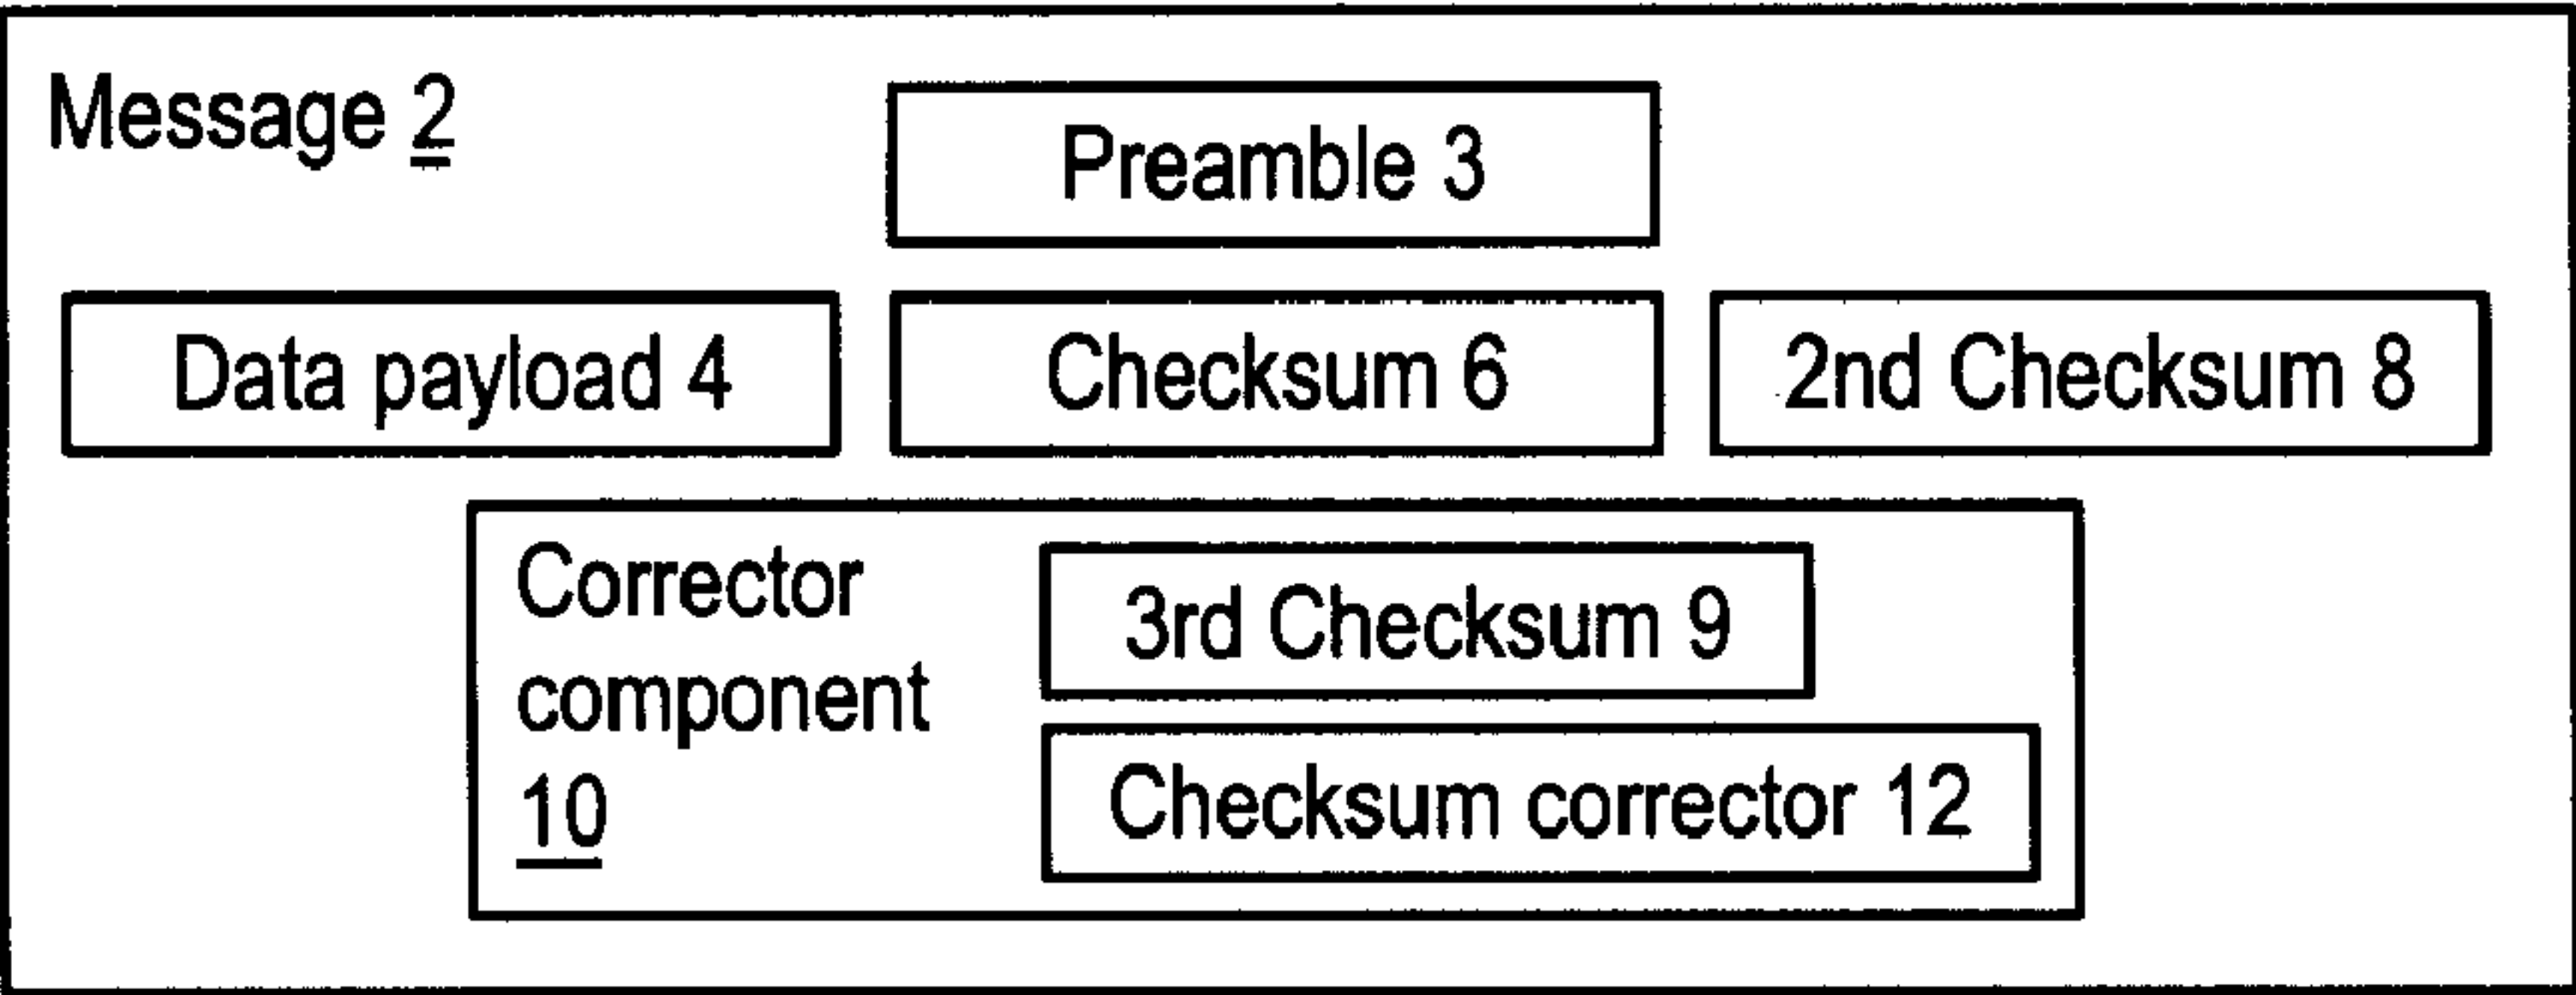 Message 2
Preamble 3
Data payload 4
Checksum 6
2nd Checksum 8
Corrector
component
10
3rd Checksum 9
Checksum corrector 12